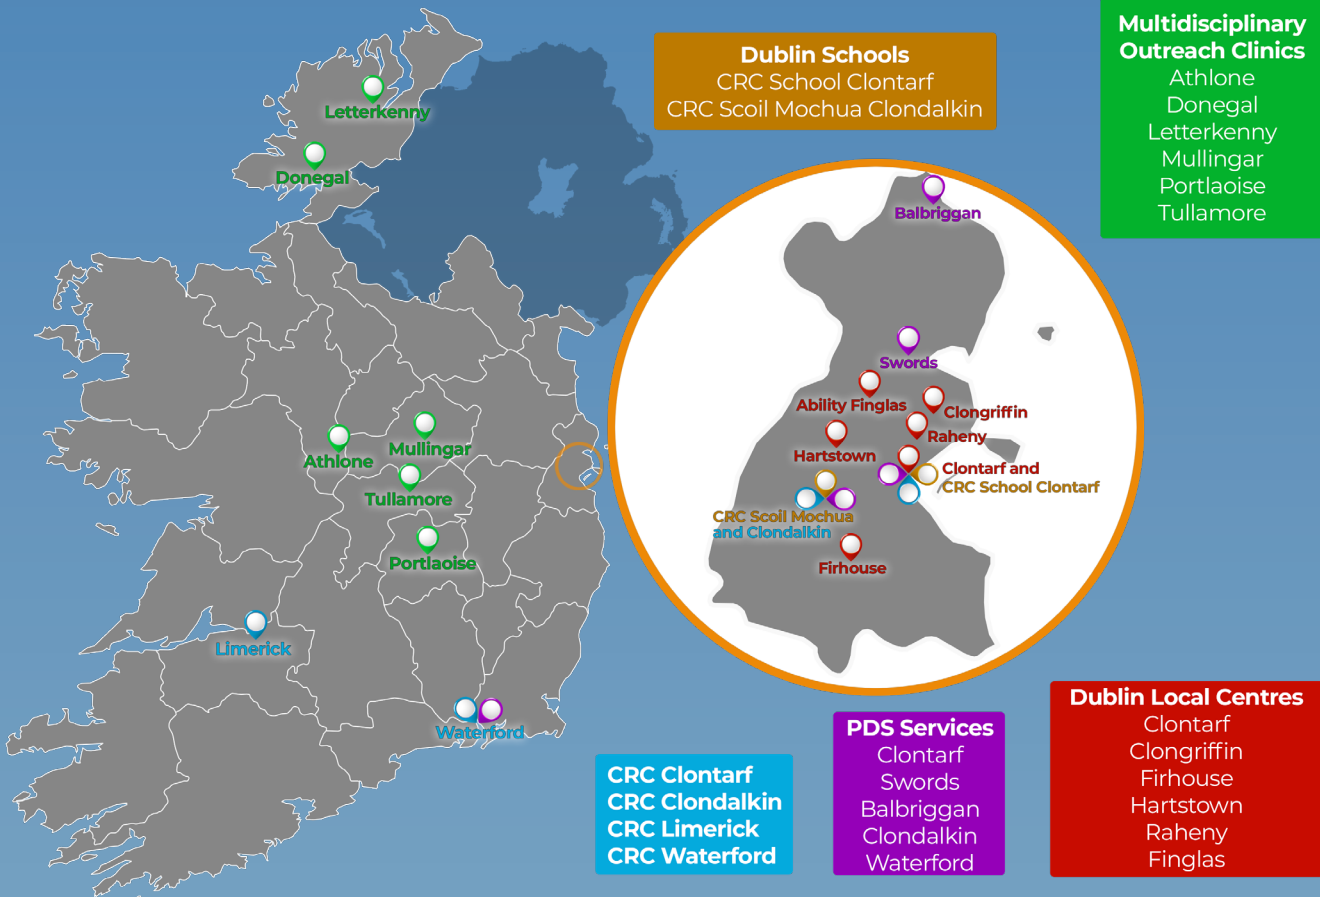 Multidisciplinary
Outreach Clinics
Athlone
Donegal
Letterkenny
Mullingar
Portlaoise
Tullamore
Dublin Schools
CRC School Clontarf
CRC Scoil Mochua Clondalkin
Letterkenny
Donegal
Athlone
Mullingar
Tullamore
Portlaoise
Limerick
Waterford
Balbriggan
Swords
Ability Finglas
Clongriffin
Raheny
Hartstown
Clontarf and
CRC School Clontarf
CRC Scoil Mochua
and Clondalkin
Firhouse
CRC Clontarf
CRC Clondalkin
CRC Limerick
CRC Waterford
PDS Services
Clontarf
Swords
Balbriggan
Clondalkin
Waterford
Dublin Local Centres
Clontarf
Clongriffin
Firhouse
Hartstown
Raheny
Finglas